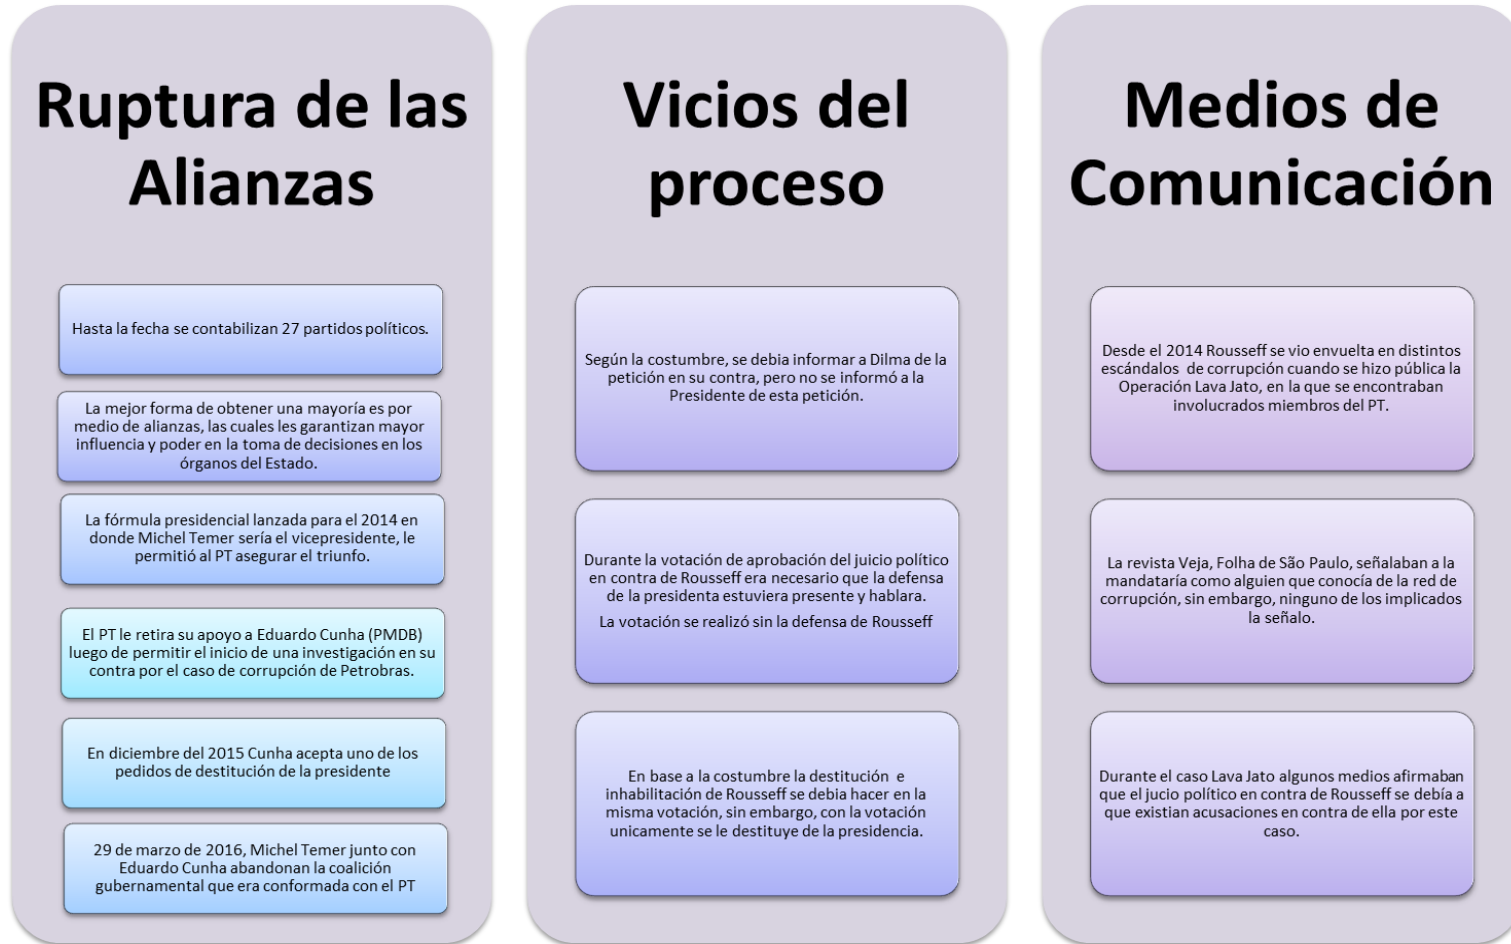 Ruptura de las
Alianzas
Hasta la fecha se contabilizan 27 partidos políticos.
La mejor forma de obtener una mayoría es por
medio de alianzas, las cuales les garantizan mayor
influencia y poder en la toma de decisiones en los
órganos del Estado.
La fórmula presidencial lanzada para el 2014 en
donde Michel Temer sería el vicepresidente, le
permitió al PT asegurar el triunfo.
El PT le retira su apoyo a Eduardo Cunha (PMDB)
luego de permitir el inicio de una investigación en su
contra por el caso de corrupción de Petrobras.
En diciembre del 2015 Cunha acepta uno de los
pedidos de destitución de la presidente
29 de marzo de 2016, Michel Temer junto con
Eduardo Cunha abandonan la coalición
gubernamental que era conformada con el PT
Vicios del
proceso
Según la costumbre, se debia informar a Dilma de la
petición en su contra, pero no se informó a la
Presidente de esta petición.
Durante la votación de aprobación del juicio político
en contra de Rousseff era necesario que la defensa
de la presidenta estuviera presente y hablara.
La votación se realizó sin la defensa de Rousseff
En base a la costumbre la destitución e
inhabilitación de Rousseff se debia hacer en la
misma votación, sin embargo, con la votación
unicamente se le destituye de la presidencia.
Medios de
Comunicación
Desde el 2014 Rousseff se vio envuelta en distintos
escándalos de corrupción cuando se hizo pública la
Operación Lava Jato, en la que se encontraban
involucrados miembros del PT.
La revista Veja, Folha de São Paulo, señalaban a la
mandataría como alguien que conocía de la red de
corrupción, sin embargo, ninguno de los implicados
la señalo.
Durante el caso Lava Jato algunos medios afirmaban
que el jucio político en contra de Rousseff se debía a
que existian acusaciones en contra de ella por este
caso.